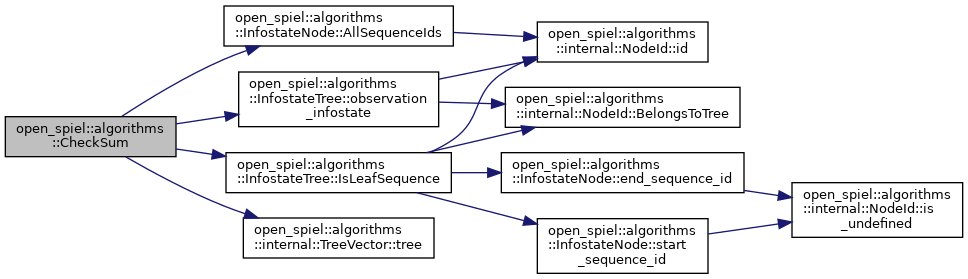 open_spiel::algorithms
::CheckSum
open_spiel::algorithms
::InfostateNode::AllSequenceIds
open_spiel::algorithms
::InfostateTree::observation
_infostate
open_spiel::algorithms
::InfostateTree::IsLeafSequence
open_spiel::algorithms
::internal::TreeVector::tree
open_spiel::algorithms
::internal::NodeId::id
open_spiel::algorithms
::internal::NodeId::BelongsToTree
open_spiel::algorithms
::InfostateNode::end_sequence_id
open_spiel::algorithms
::InfostateNode::start
_sequence_id
open_spiel::algorithms
::internal::NodeId::is
_undefined